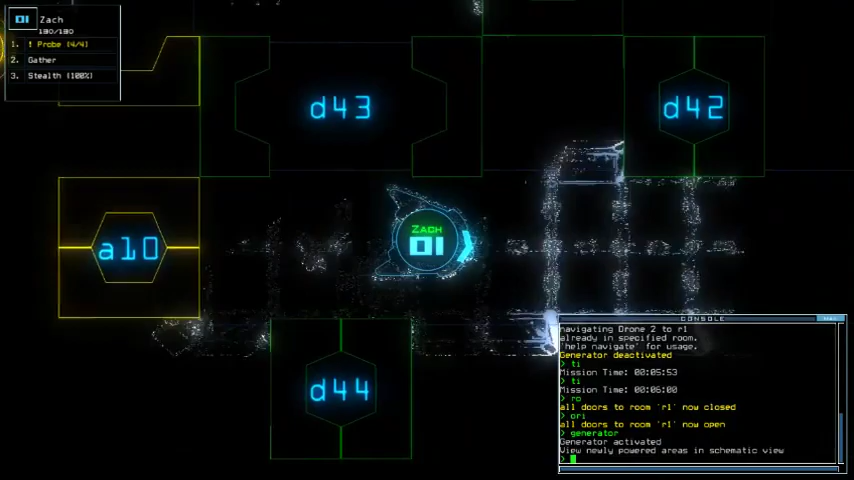 01 Zach
180/180
1. ! Probe [4/4]
2. Gather
3. Stealth [100%]
d43
d42
a10
ZACH
01
d44
CONSOLE
navigating Drone 2 to r1
already in specified room.
'help navigate' for usage.
Generator deactivated
> ti
Mission Time: 00:05:53
> ti
Mission Time: 00:06:00
> ro
all doors to room 'r1' now closed
> ori
all doors to room 'r1' now open
> generator
Generator activated
View newly powered areas in schematic view
>